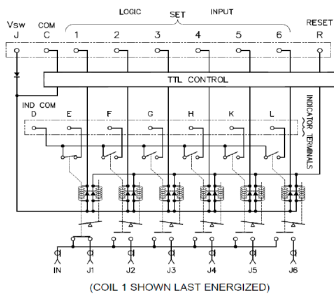 LOGIC SET INPUT
Vsw COM RESET
J C 1 2 3 4 5 6 R
TTL CONTROL
IND COM
D E F G H K L
INDICATOR TERMINALS
IN J1 J2 J3 J4 J5 J6
(COIL 1 SHOWN LAST ENERGIZED)